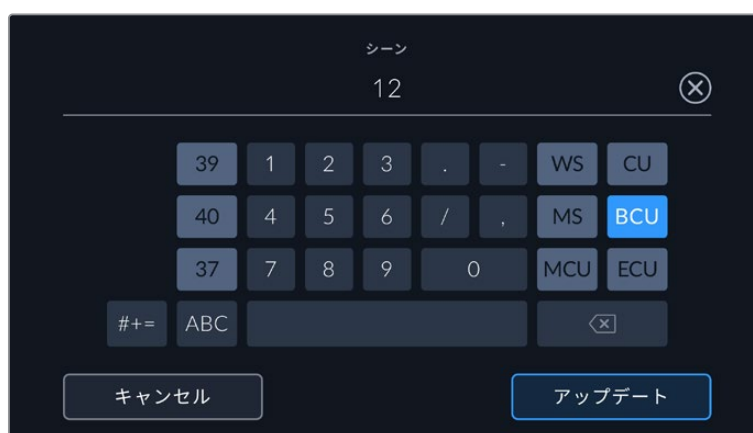 シーン
12
39 1 2 3 . - WS CU
40 4 5 6 / , MS BCU
37 7 8 9 0 MCU ECU
#+= ABC
キャンセル アップデート